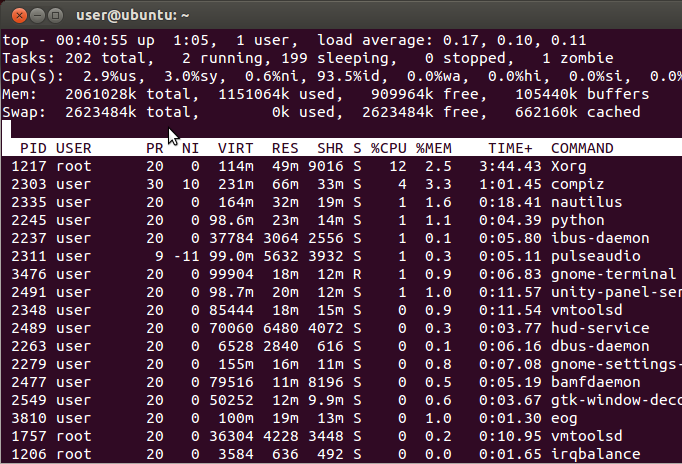 user@ubuntu: ~
top - 00:40:55 up  1:05,  1 user,  load average: 0.17, 0.10, 0.11
Tasks: 202 total,   2 running, 199 sleeping,   0 stopped,   1 zombie
Cpu(s):  2.9%us,  3.0%sy,  0.6%ni, 93.5%id,  0.0%wa,  0.0%hi,  0.0%si,  0.0%
Mem:   2061028k total,  1151064k used,   909964k free,   105440k buffers
Swap:  2623484k total,        0k used,  2623484k free,   662160k cached
PID USER      PR  NI  VIRT  RES  SHR S %CPU %MEM    TIME+  COMMAND
1217 root      20   0  114m  49m 9016 S   12  2.5   3:44.43 Xorg
2303 user      30  10  231m  66m  33m S    4  3.3   1:01.45 compiz
2335 user      20   0  164m  32m  19m S    1  1.6   0:18.41 nautilus
2245 user      20   0 98.6m  23m  14m S    1  1.1   0:04.39 python
2237 user      20   0 37784 3064 2556 S    1  0.1   0:05.80 ibus-daemon
2311 user       9 -11 99.0m 5632 3932 S    1  0.3   0:05.11 pulseaudio
3476 user      20   0 99904  18m  12m R    1  0.9   0:06.83 gnome-terminal
2491 user      20   0 98.7m  20m  12m S    1  1.0   0:11.57 unity-panel-ser
2348 user      20   0 85444  18m  15m S    0  0.9   0:11.54 vmtoolsd
2489 user      20   0 70060 6480 4072 S    0  0.3   0:03.77 hud-service
2263 user      20   0  6528 2840  616 S    0  0.1   0:06.16 dbus-daemon
2279 user      20   0  155m  16m  11m S    0  0.8   0:07.08 gnome-settings-
2477 user      20   0 79516  11m 8196 S    0  0.5   0:05.19 bamfdaemon
2549 user      20   0 50252  12m 9.9m S    0  0.6   0:03.67 gtk-window-deco
3810 user      20   0  100m  19m  13m S    0  1.0   0:01.30 eog
1757 root      20   0 36304 4228 3448 S    0  0.2   0:10.95 vmtoolsd
1206 root      20   0  3584  636  492 S    0  0.0   0:01.65 irqbalance